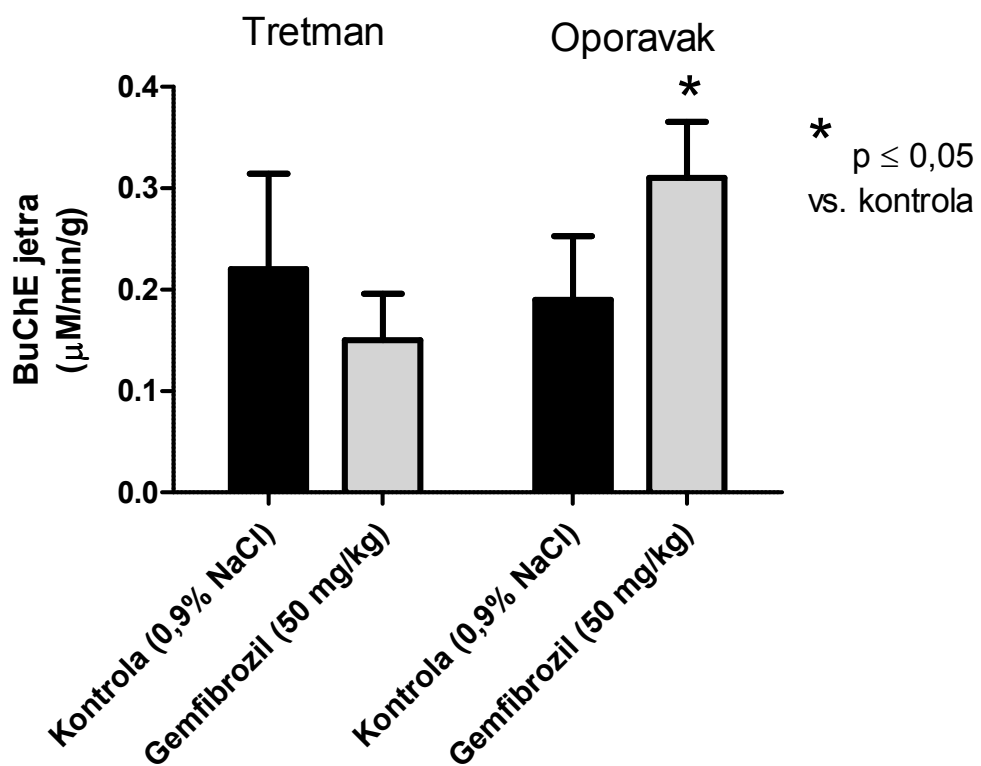 Tretman
Oporavak
0.4
0.3
0.2
0.1
0.0
BuChE jetra
(μM/min/g)
*
*
p ≤ 0,05
vs. kontrola
Kontrola (0,9% NaCl)
Gemfibrozil (50 mg/kg)
Kontrola (0,9% NaCl)
Gemfibrozil (50 mg/kg)